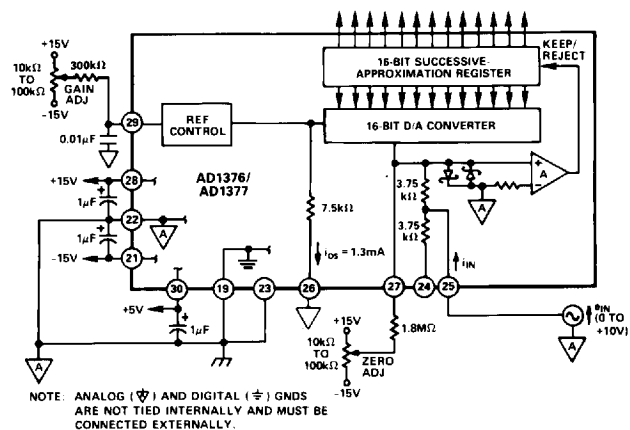 +15V
10kΩ
TO
100kΩ
300kΩ
GAIN
ADJ
-15V
0.01µF
29
REF
CONTROL
KEEP/
REJECT
16-BIT SUCCESSIVE-
APPROXIMATION REGISTER
16-BIT D/A CONVERTER
AD1376/
AD1377
+15V
28
1µF
+
22
A
1µF
+
-15V
21
7.5kΩ
iOS = 1.3mA
3.75
kΩ
3.75
kΩ
+
A
−
A
iIN
30
19
23
26
27
24
25
+5V
+
1µF
A
A
+15V
10kΩ
TO
100kΩ
ZERO
ADJ
-15V
1.8MΩ
eIN
(0 TO
+10V)
A
NOTE: ANALOG (A) AND DIGITAL (⏚) GNDS
ARE NOT TIED INTERNALLY AND MUST BE
CONNECTED EXTERNALLY.